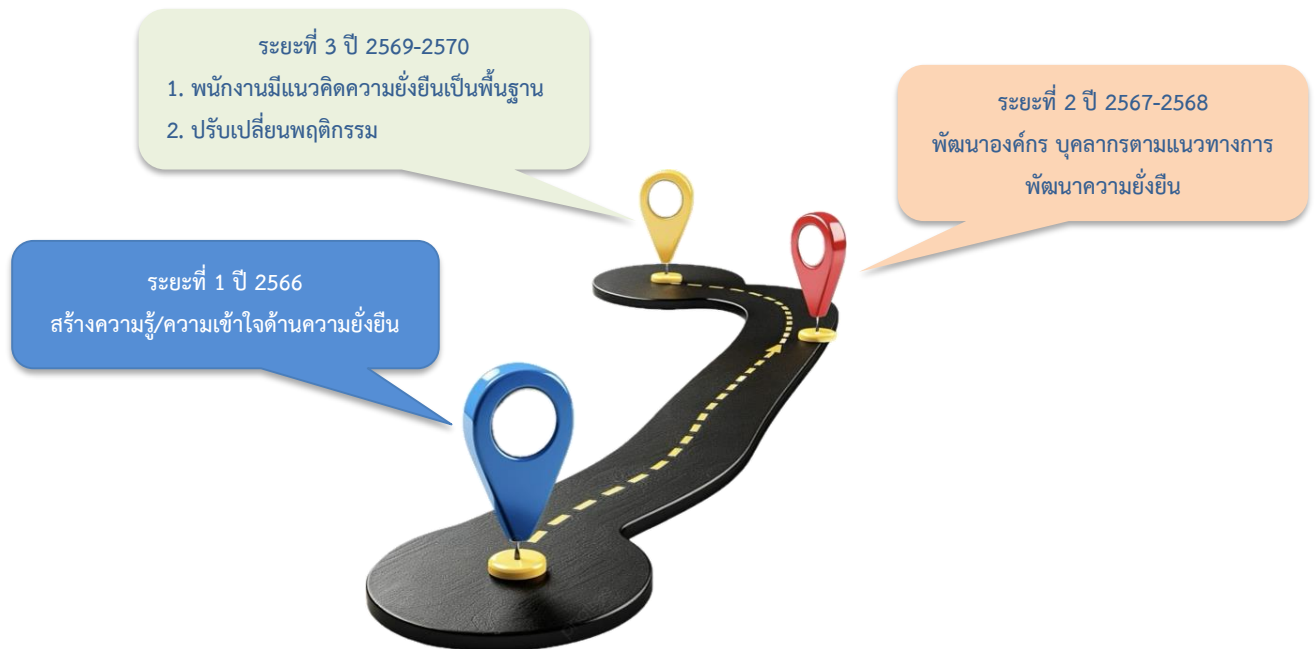 ระยะที่ 3 ปี 2569-2570
1. พนักงานมีแนวคิดความยั่งยืนเป็นพื้นฐาน
2. ปรับเปลี่ยนพฤติกรรม
ระยะที่ 2 ปี 2567-2568
พัฒนาองค์กร บุคลากรตามแนวทางการ
พัฒนาความยั่งยืน
ระยะที่ 1 ปี 2566
สร้างความรู้/ความเข้าใจด้านความยั่งยืน